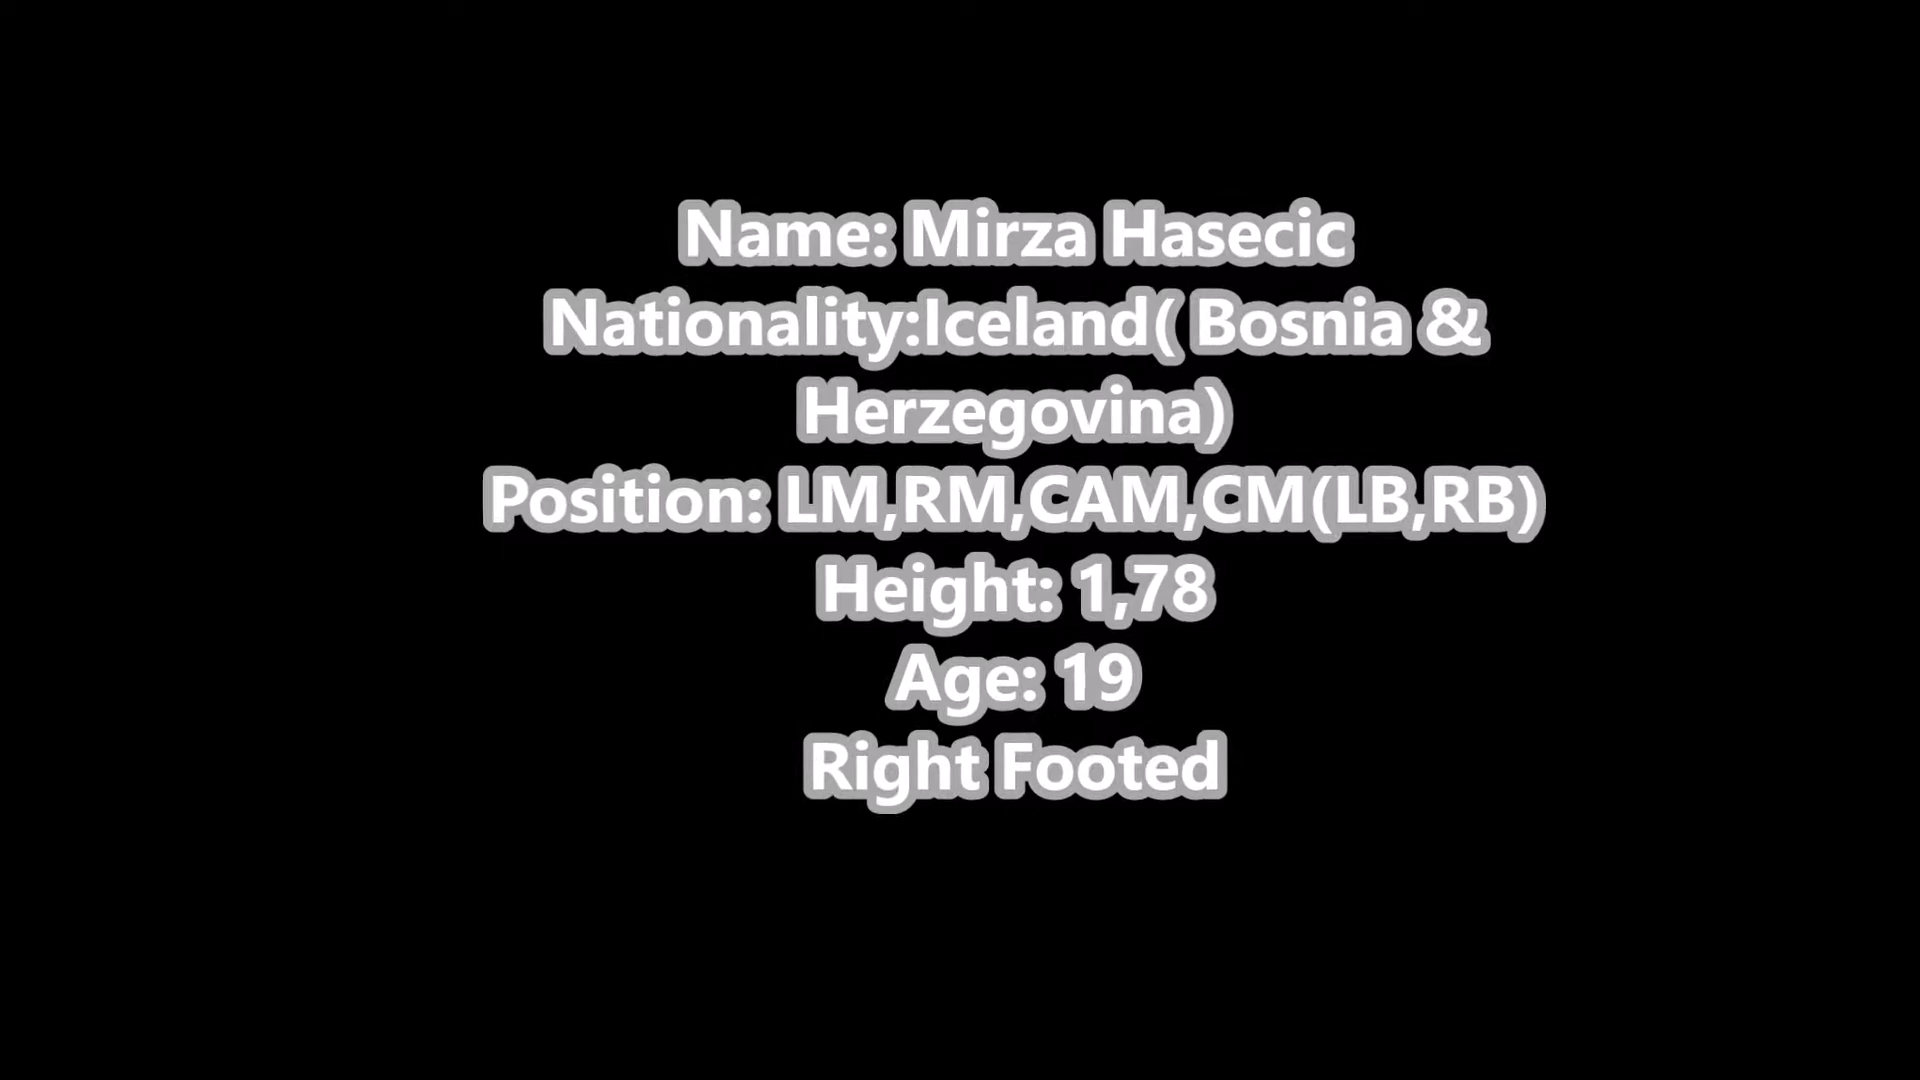 Name: Mirza Hasecic
Nationality:Iceland( Bosnia &
Herzegovina)
Position: LM,RM,CAM,CM(LB,RB)
Height: 1,78
Age: 19
Right Footed